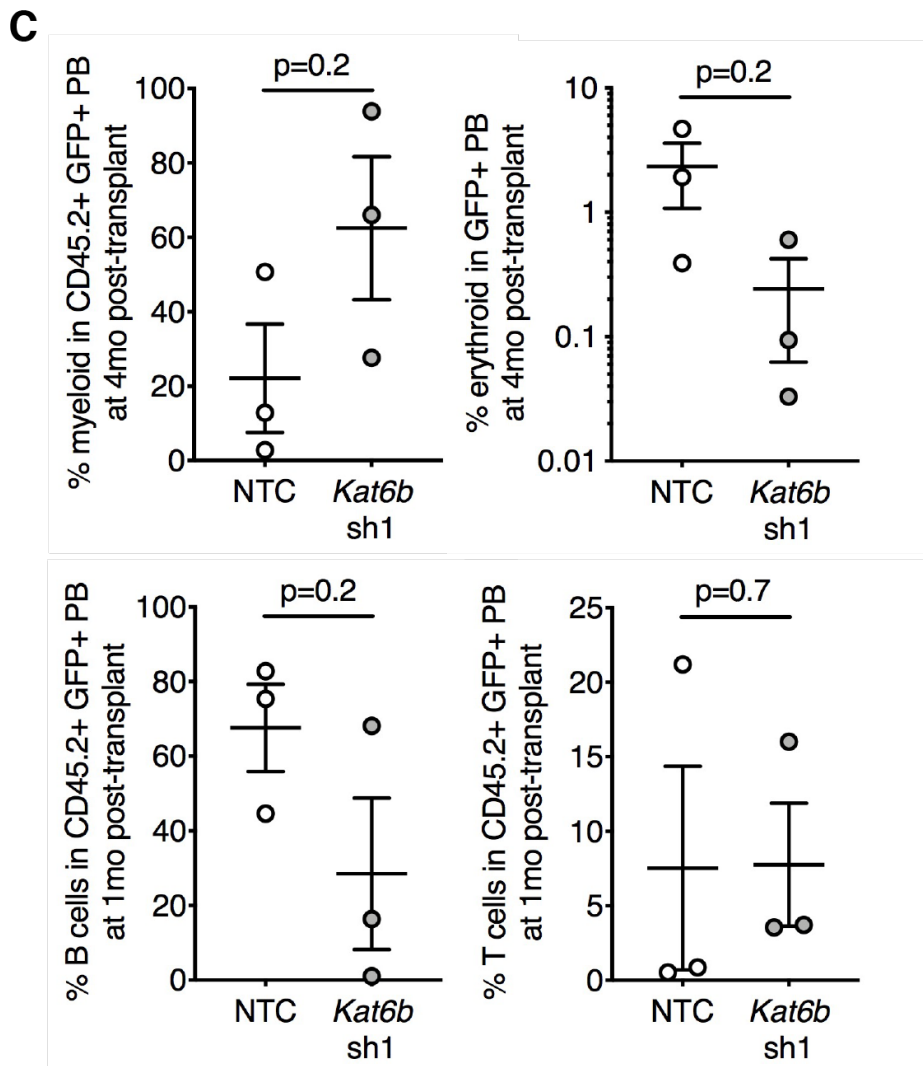 C
% myeloid in CD45.2+ GFP+ PB
at 4mo post-transplant
p=0.2
100
80
60
40
20
0
NTC
Kat6b
sh1
% erythroid in GFP+ PB
at 4mo post-transplant
p=0.2
10
1
0.1
0.01
NTC
Kat6b
sh1
% B cells in CD45.2+ GFP+ PB
at 1mo post-transplant
p=0.2
100
80
60
40
20
0
NTC
Kat6b
sh1
% T cells in CD45.2+ GFP+ PB
at 1mo post-transplant
p=0.7
25
20
15
10
5
0
NTC
Kat6b
sh1